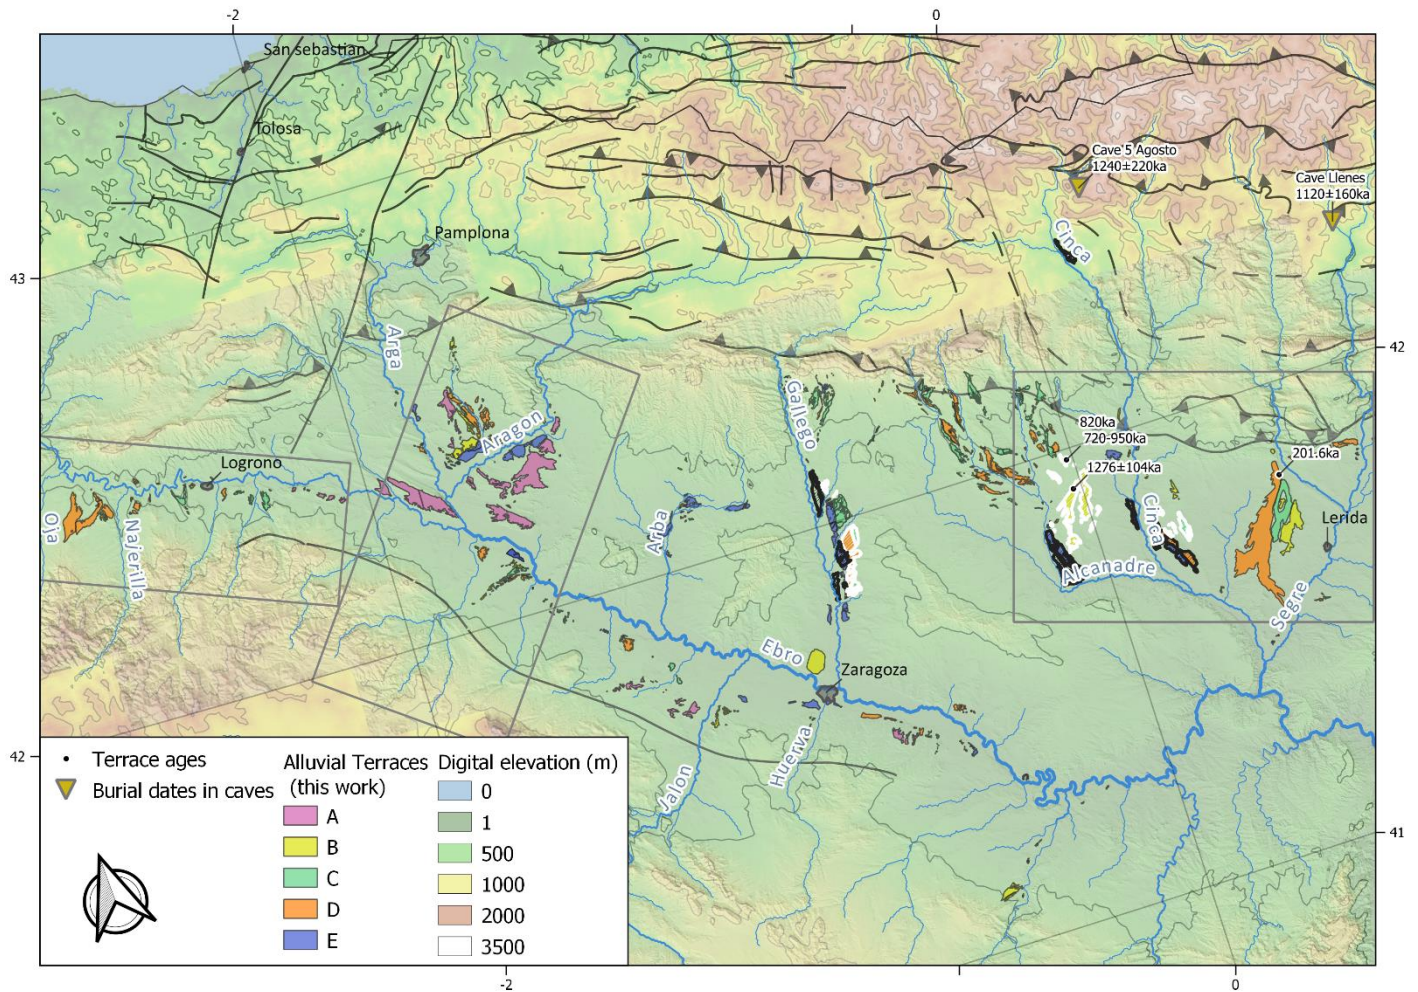 -2
0
San sebastian
Tolosa
Cave 5 Agosto
1240±220ka
Cave Llenes
1120±160ka
Pamplona
Cinca
43
42
Arga
Gallego
Aragon
820ka
720-950ka
1276±104ka
201.6ka
Logrono
Oja
Najerilla
Arba
Cinca
Lerida
Alcanadre
Segre
Ebro
Zaragoza
Huerva
Jalon
42
41
Terrace ages
Burial dates in caves
Alluvial Terraces
(this work)
A
B
C
D
E
Digital elevation (m)
0
1
500
1000
2000
3500
-2
0